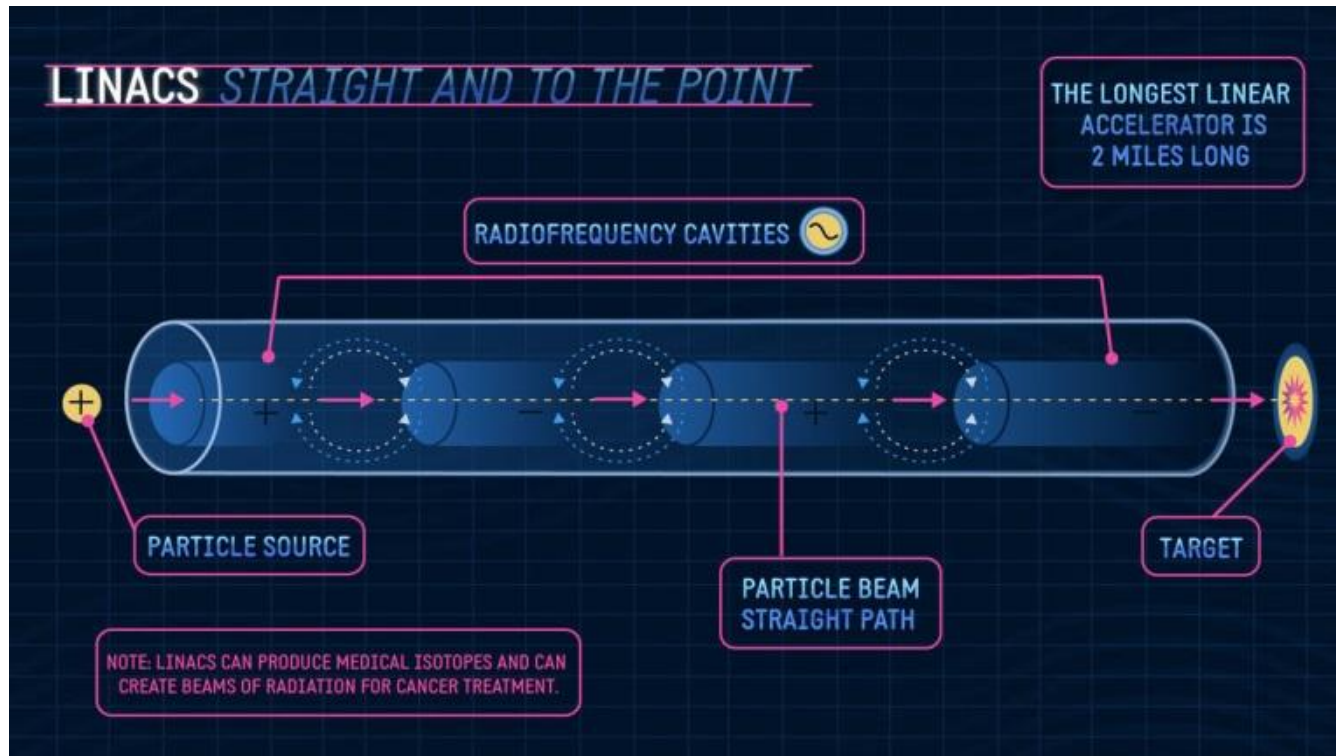 LINACS STRAIGHT AND TO THE POINT
THE LONGEST LINEAR
ACCELERATOR IS
2 MILES LONG
RADIOFREQUENCY CAVITIES
+
+
−
+
−
PARTICLE SOURCE
PARTICLE BEAM
STRAIGHT PATH
TARGET
NOTE: LINACS CAN PRODUCE MEDICAL ISOTOPES AND CAN
CREATE BEAMS OF RADIATION FOR CANCER TREATMENT.